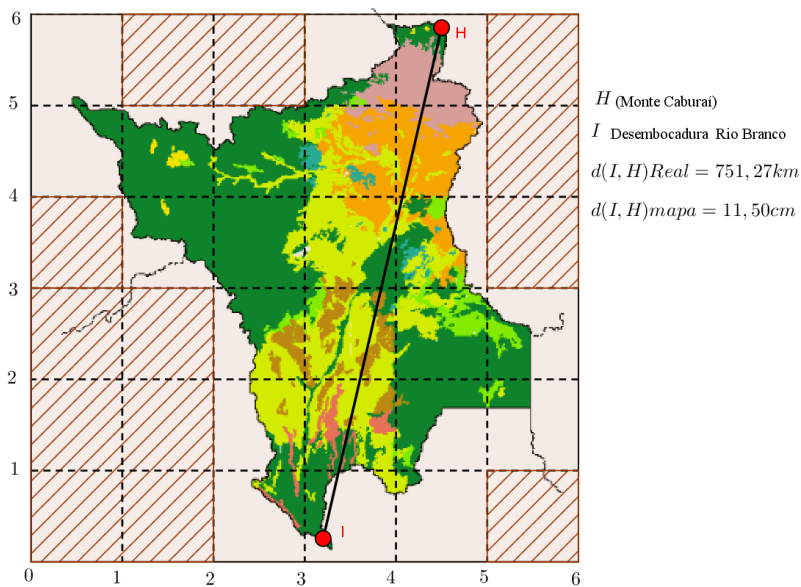 6
H
5
H (Monte Caburaí)
I Desembocadura Rio Branco
d(I, H)Real = 751, 27km
4
d(I, H)mapa = 11, 50cm
3
2
1
I
0 1 2 3 4 5 6